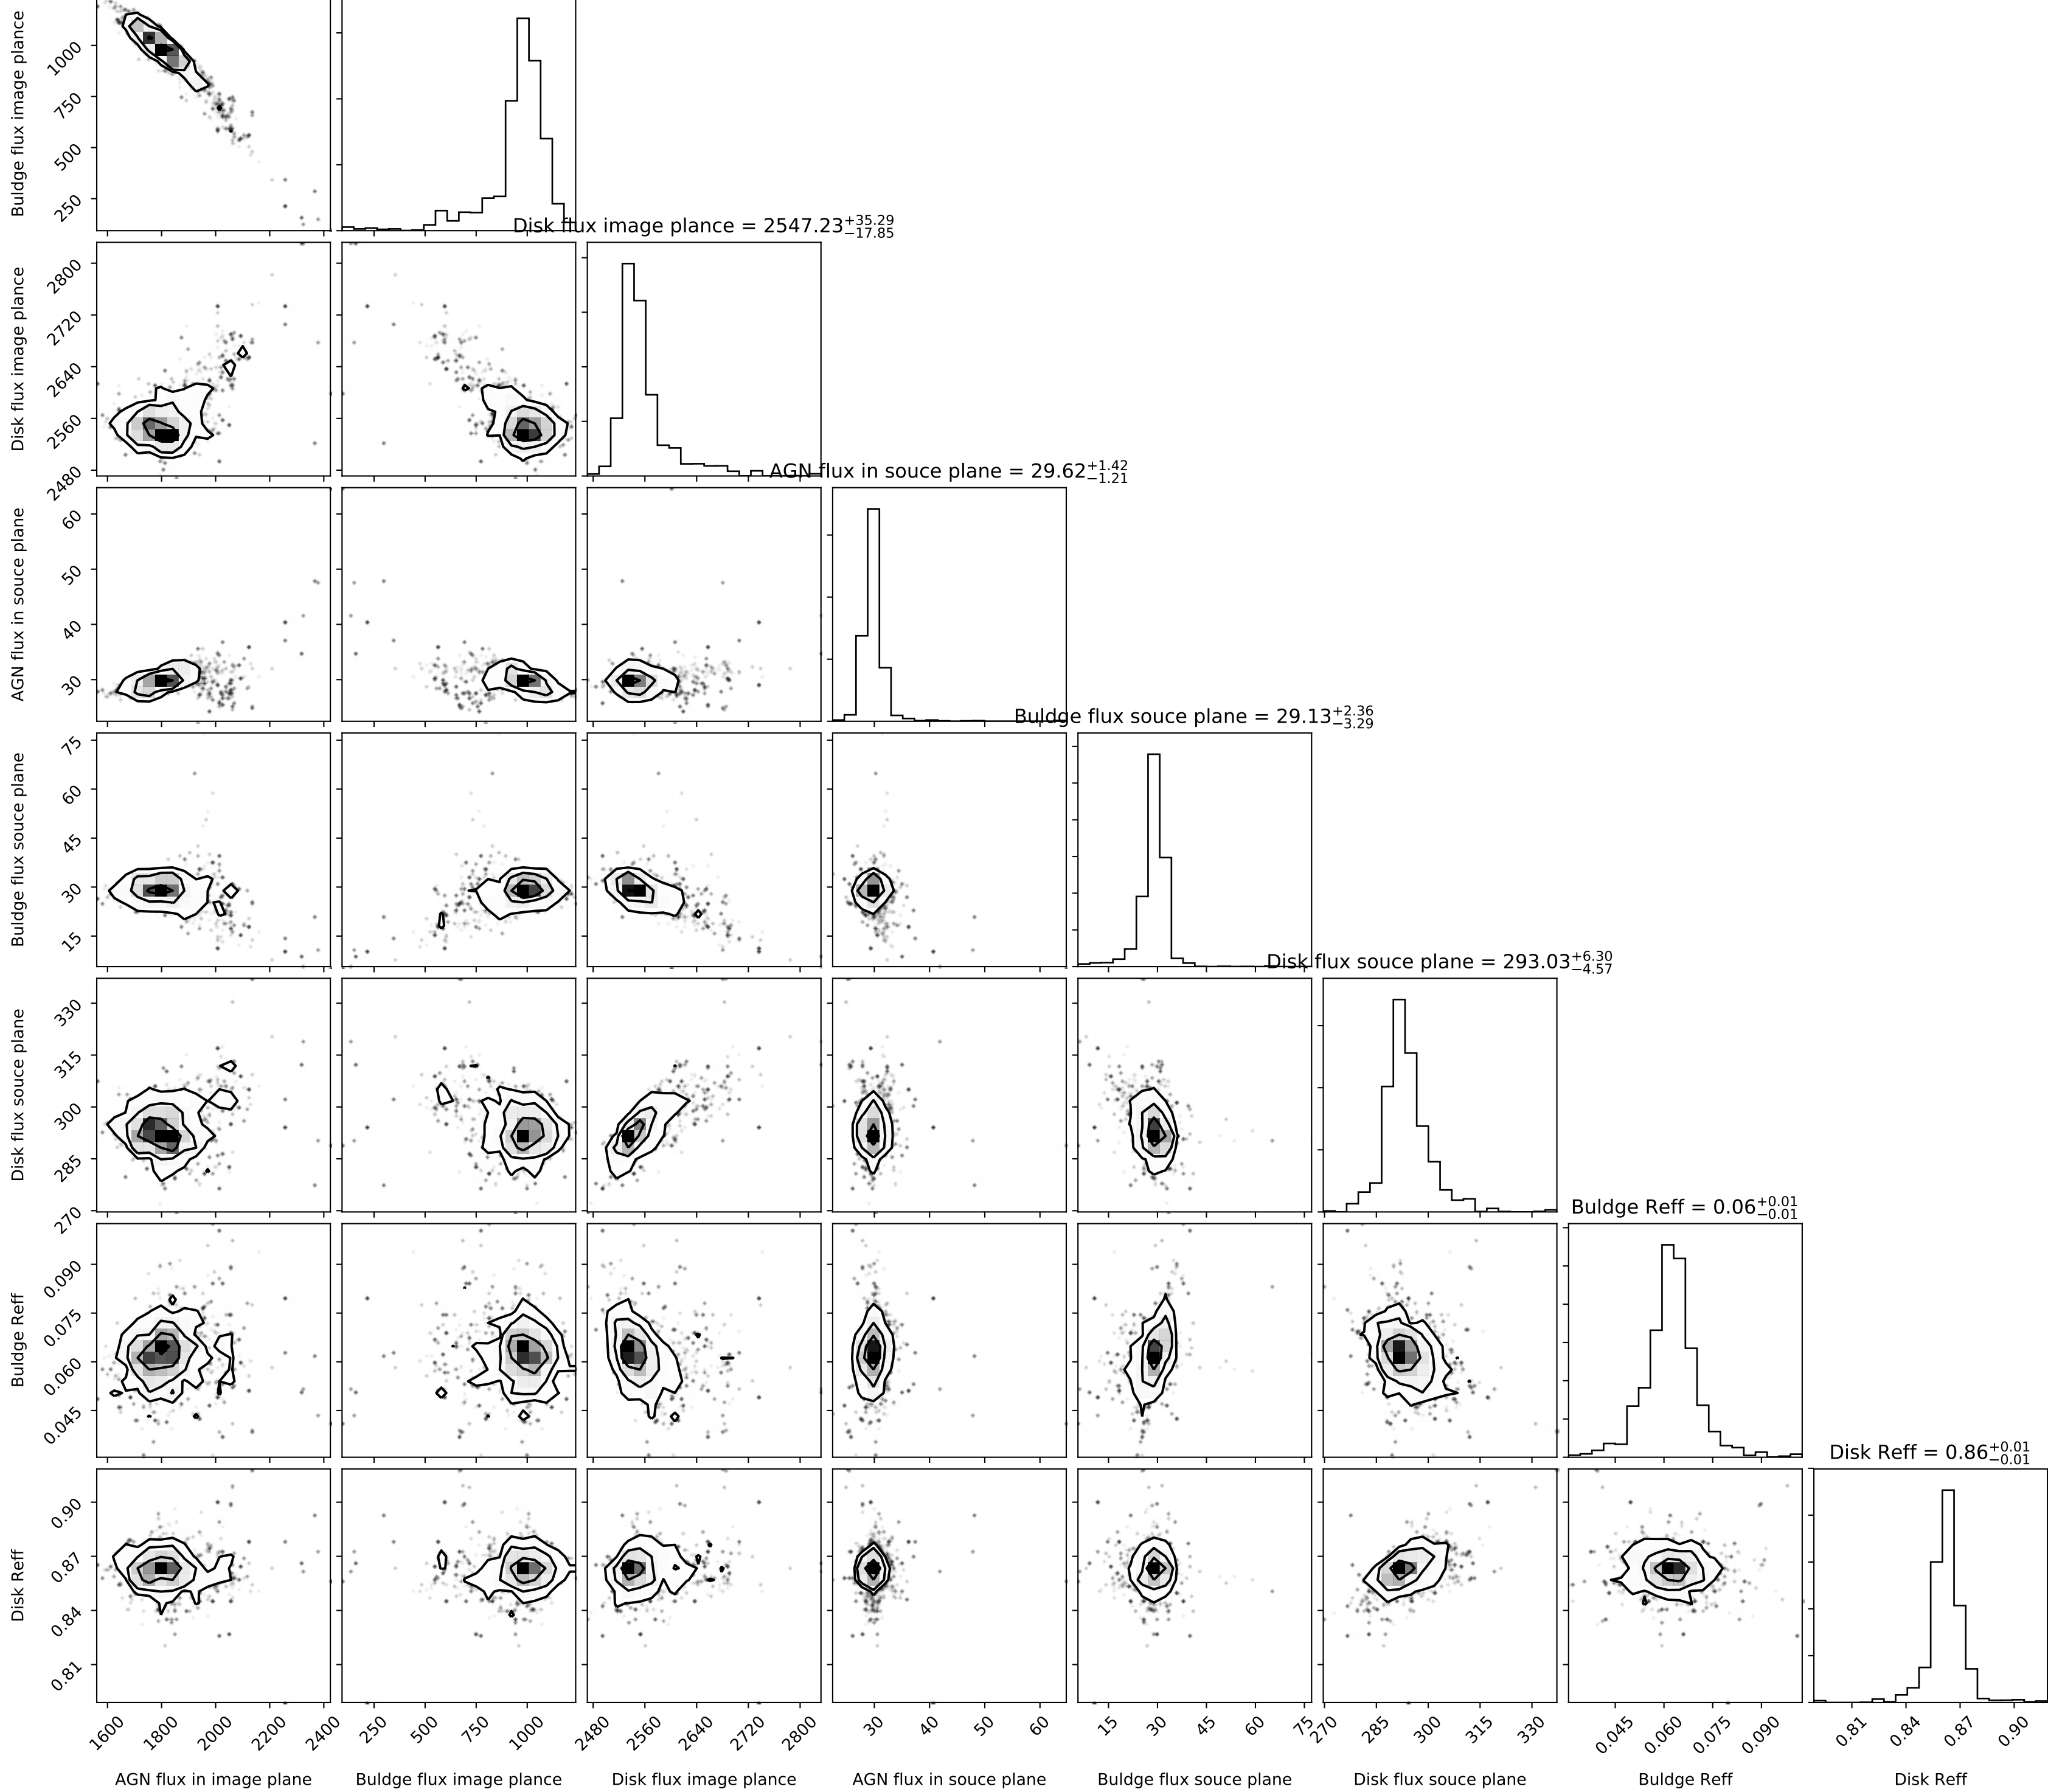 Buldge flux image plance
1000
750
500
250
Disk flux image plance = 2547.23+35.29 −17.85
Disk flux image plance
2800
2720
2640
2560
2480
AGN flux in souce plane = 29.62+1.42 −1.21
AGN flux in souce plane
60
50
40
30
Buldge flux souce plane = 29.13+2.36 −3.29
Buldge flux souce plane
75
60
45
30
15
Disk flux souce plane = 293.03+6.30 −4.57
Disk flux souce plane
330
315
300
285
270
Buldge Reff = 0.06+0.01 −0.01
Buldge Reff
0.090
0.075
0.060
0.045
Disk Reff = 0.86+0.01 −0.01
Disk Reff
0.90
0.87
0.84
0.81
1600 1800 2000 2200 2400 250 500 750 1000 2480 2560 2640 2720 2800 30 40 50 60 15 30 45 60 75 270 285 300 315 330 0.045 0.060 0.075 0.090 0.81 0.84 0.87 0.90
AGN flux in image plane Buldge flux image plance Disk flux image plance AGN flux in souce plane Buldge flux souce plane Disk flux souce plane Buldge Reff Disk Reff